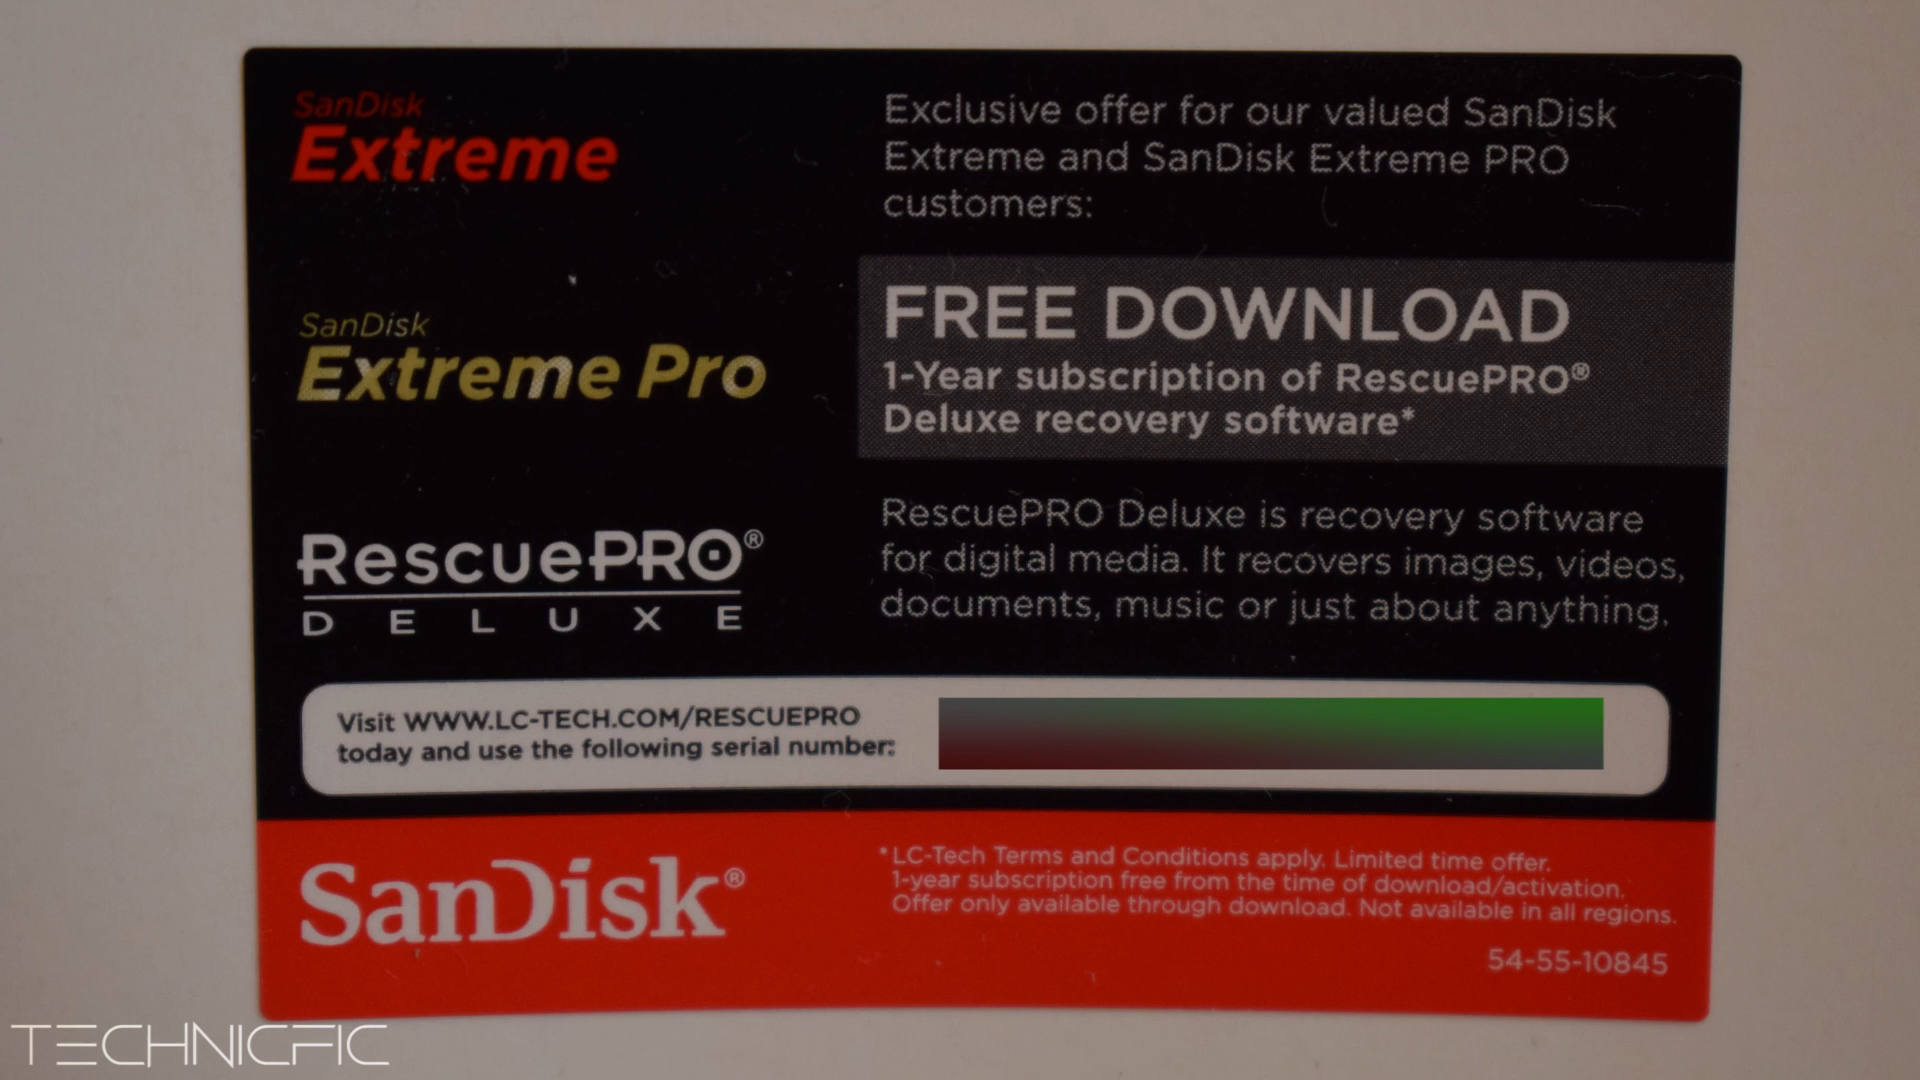 SanDisk
Extreme
SanDisk
Extreme Pro
RescuePRO®
DELUXE
Exclusive offer for our valued SanDisk
Extreme and SanDisk Extreme PRO
customers:
FREE DOWNLOAD
1-Year subscription of RescuePRO®
Deluxe recovery software*
RescuePRO Deluxe is recovery software
for digital media. It recovers images, videos,
documents, music or just about anything.
Visit WWW.LC-TECH.COM/RESCUEPRO
today and use the following serial number:
SanDisk®
*LC-Tech Terms and Conditions apply. Limited time offer.
1-year subscription free from the time of download/activation.
Offer only available through download. Not available in all regions.
54-55-10845
TECHNICFIC